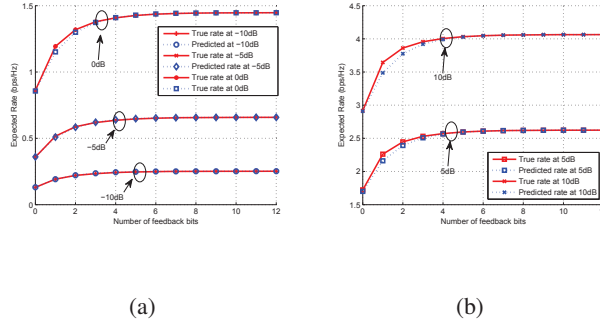 1.5
1
0.5
0
Expected Rate (bps/Hz)
0 2 4 6 8 10 12
Number of feedback bits
0dB
−5dB
−10dB
True rate at −10dB
Predicted at −10dB
True rate at −5dB
Predicted rate at −5dB
True rate at 0dB
True rate at 0dB
(a)
4.5
4
3.5
3
2.5
2
1.5
Expected Rate (bps/Hz)
0 2 4 6 8 10
Number of feedback bits
10dB
5dB
True rate at 5dB
Predicted rate at 5dB
True rate at 10dB
Predicted rate at 10dB
(b)